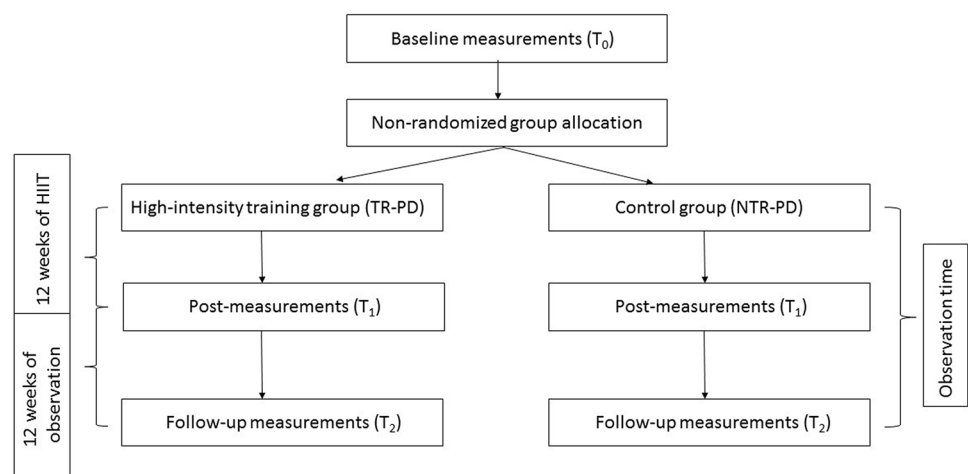 Baseline measurements (T₀)
Non-randomized group allocation
12 weeks of HIIT
High-intensity training group (TR-PD)
Control group (NTR-PD)
Post-measurements (T₁)
Post-measurements (T₁)
Observation time
12 weeks of
observation
Follow-up measurements (T₂)
Follow-up measurements (T₂)